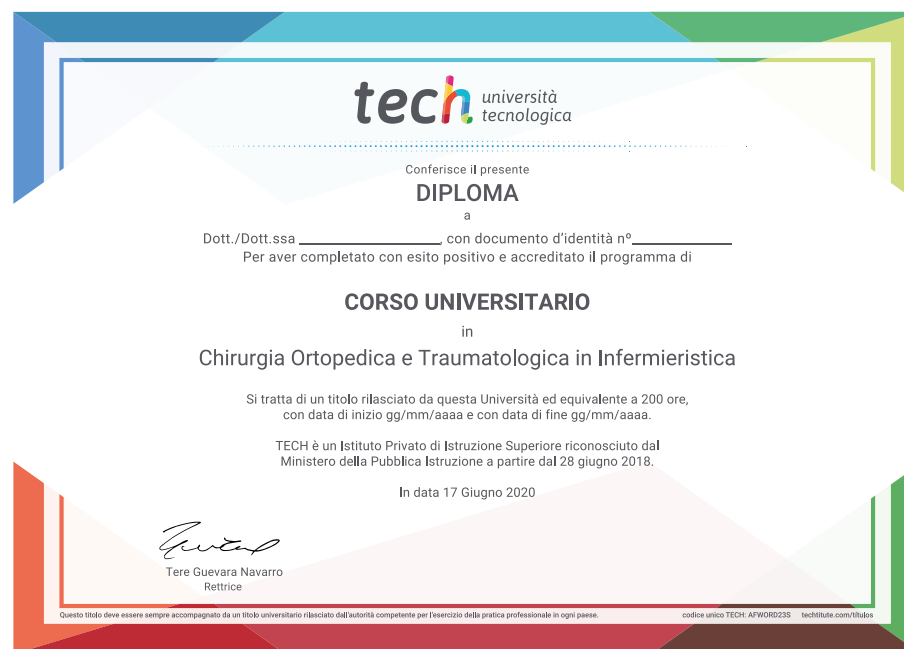 tech università
tecnologica
Conferisce il presente
DIPLOMA
a
Dott./Dott.ssa ____________________, con documento d'identità nº______________
Per aver completato con esito positivo e accreditato il programma di
CORSO UNIVERSITARIO
in
Chirurgia Ortopedica e Traumatologica in Infermieristica
Si tratta di un titolo rilasciato da questa Università ed equivalente a 200 ore,
con data di inizio gg/mm/aaaa e con data di fine gg/mm/aaaa.
TECH è un Istituto Privato di Istruzione Superiore riconosciuto dal
Ministero della Pubblica Istruzione a partire dal 28 giugno 2018.
In data 17 Giugno 2020
Tere Guevara Navarro
Rettrice
Questo titolo deve essere sempre accompagnato da un titolo universitario rilasciato dall'autorità competente per l'esercizio della pratica professionale in ogni paese. codice unico TECH: AFWORD23S techtitute.com/titulos